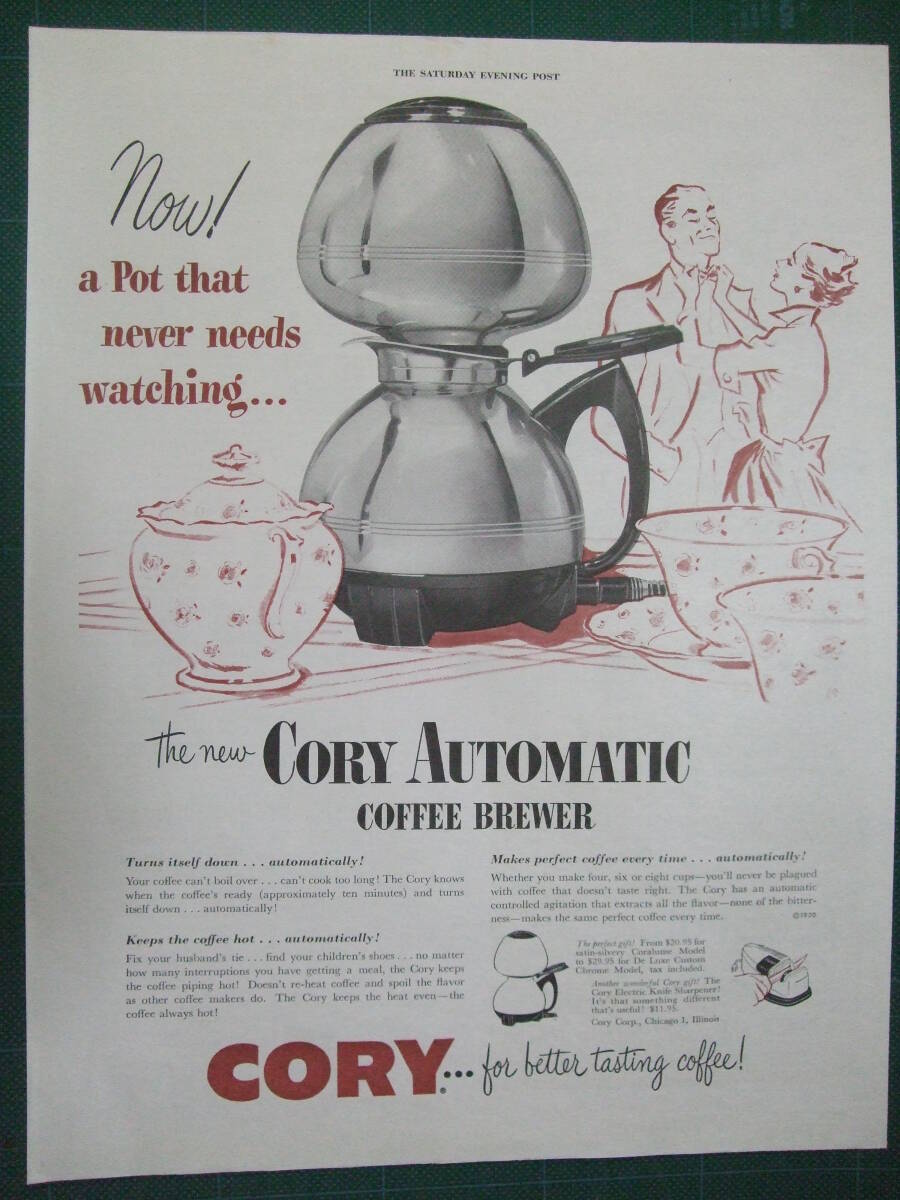 THE SATURDAY EVENING POST
Now!
a Pot that
never needs
watching...
The new CORY AUTOMATIC
COFFEE BREWER
Turns itself down . . . automatically!
Your coffee can't boil over . . . can't cook too long! The Cory knows
when the coffee's ready (approximately ten minutes) and turns
itself down . . . automatically!
Keeps the coffee hot . . . automatically!
Fix your husband's tie . . . find your children's shoes . . . no matter
how many interruptions you have getting a meal, the Cory keeps
the coffee piping hot! Doesn't re-heat coffee and spoil the flavor
as other coffee makers do. The Cory keeps the heat even—the
coffee always hot!
Makes perfect coffee every time . . . automatically!
Whether you make four, six or eight cups—you'll never be plagued
with coffee that doesn't taste right. The Cory has an automatic
controlled agitation that extracts all the flavor—none of the bitter-
ness—makes the same perfect coffee every time.
The perfect gift! From $20.95 for
satin-silvery Coralume Model
to $29.95 for De Luxe Custom
Chrome Model, tax included.
Another wonderful Cory gift! The
Cory Electric Knife Sharpener!
It's that something different
that's useful! $11.95.
Cory Corp., Chicago 1, Illinois
CORY... for better tasting coffee!